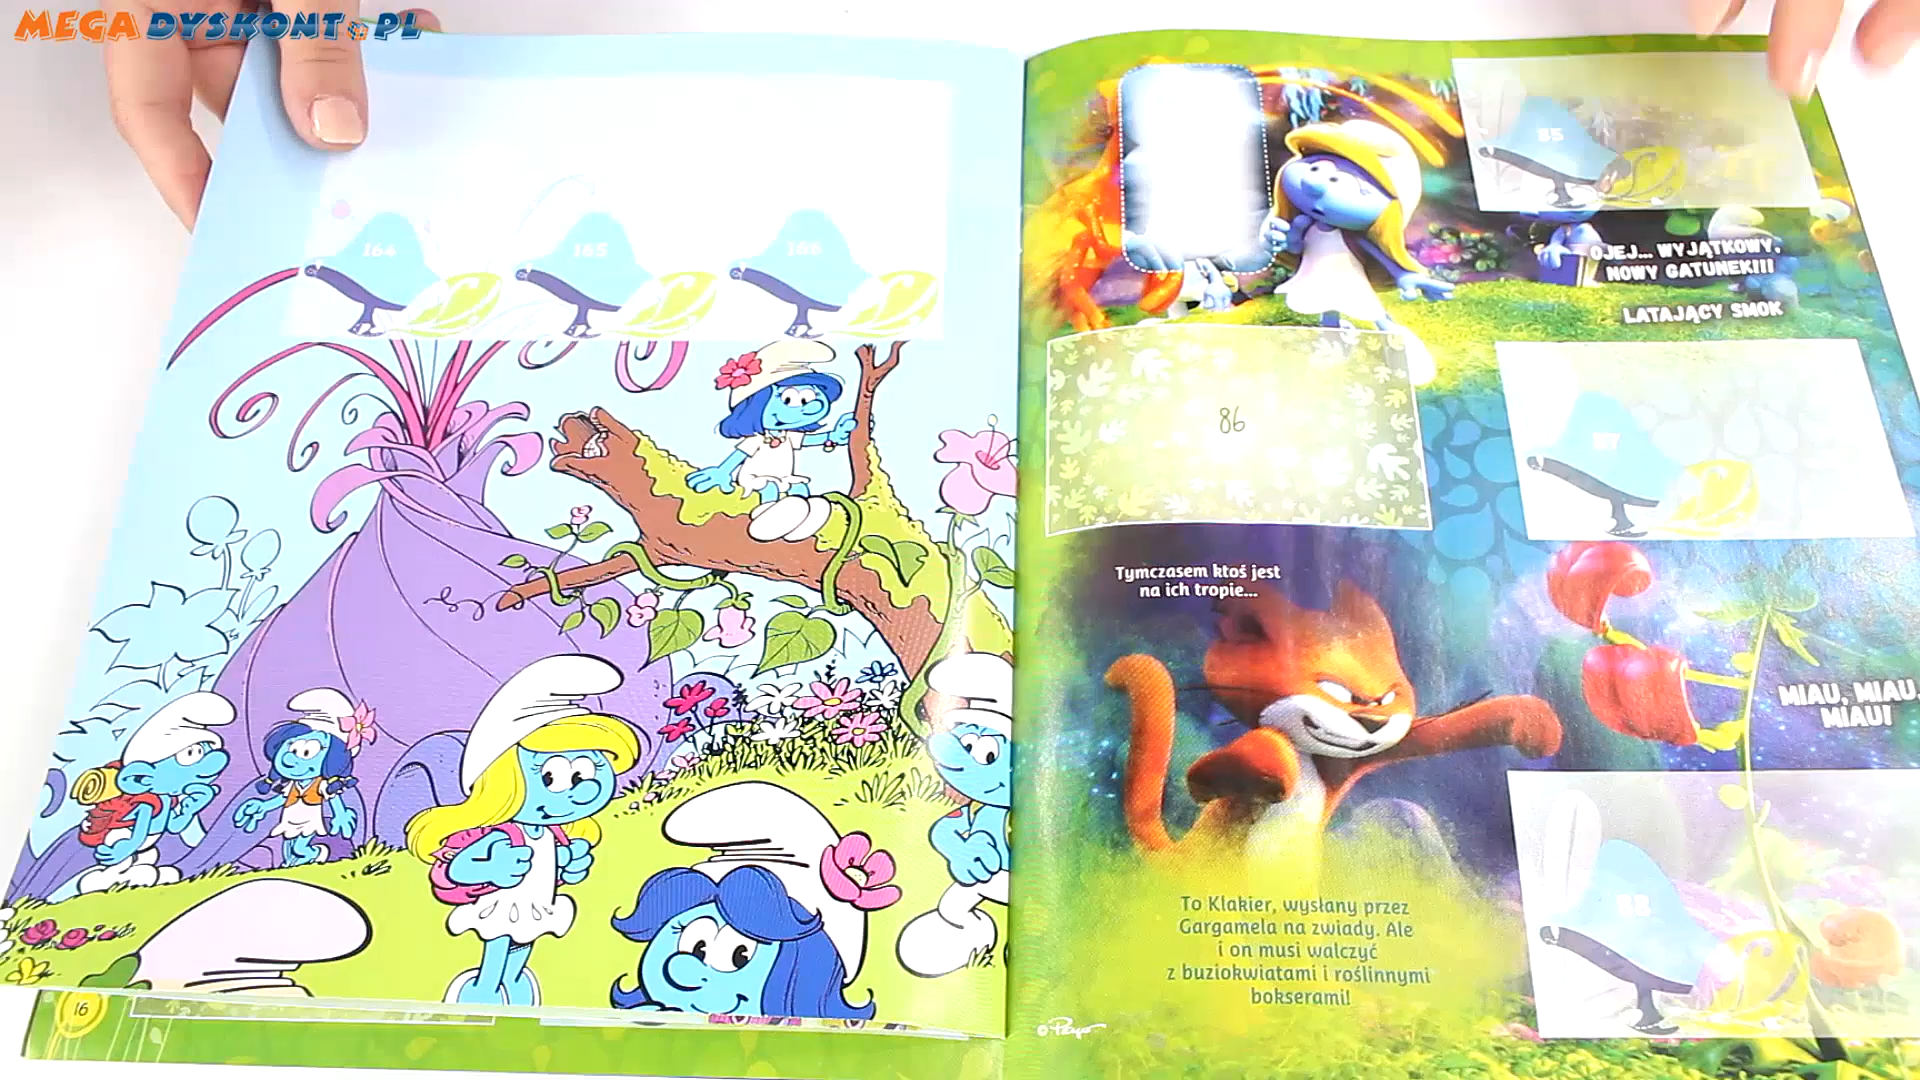 MEGADYSKONT.PL
164
165
166
16
85
OJEJ... WYJĄTKOWY,
NOWY GATUNEK!!!
LATAJĄCY SMOK
86
87
Tymczasem ktoś jest
na ich tropie...
MIAU, MIAU,
MIAU!
88
To Klakier, wysłany przez
Gargamela na zwiady. Ale
i on musi walczyć
z buziokwiatami i roślinnymi
bokserami!
© Peyo